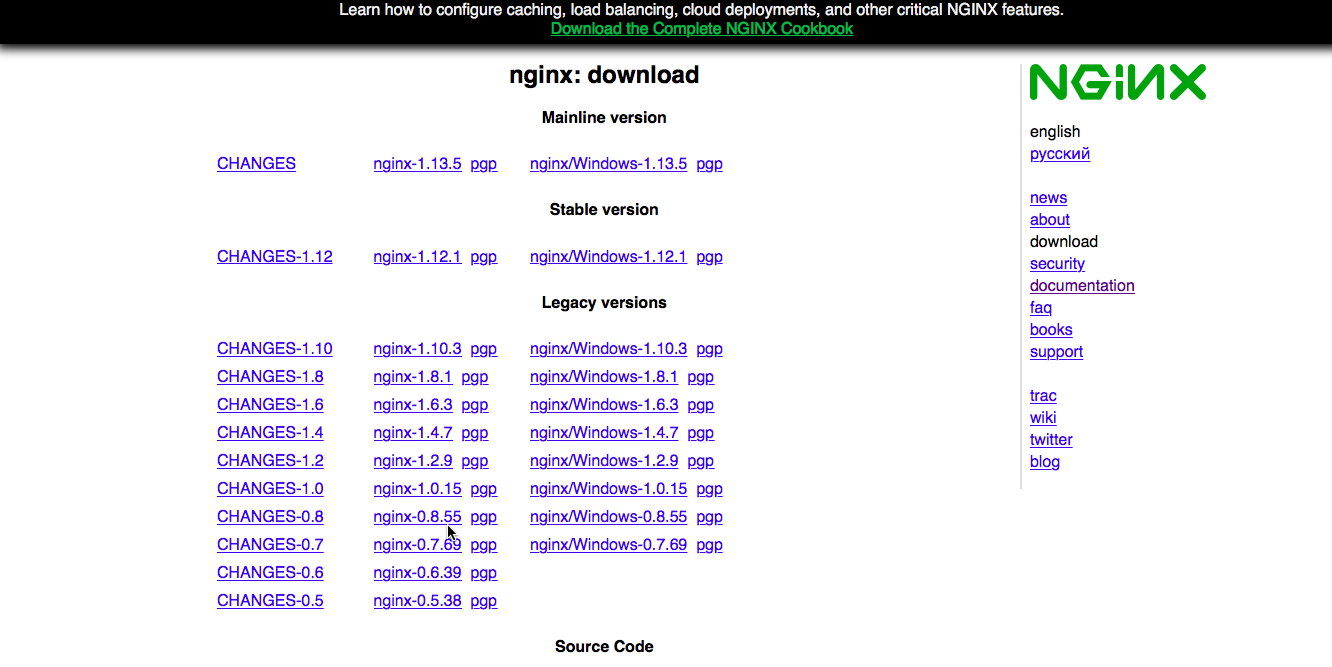 Learn how to configure caching, load balancing, cloud deployments, and other critical NGINX features.
Download the Complete NGINX Cookbook
nginx: download
Mainline version
CHANGES nginx-1.13.5 pgp nginx/Windows-1.13.5 pgp
Stable version
CHANGES-1.12 nginx-1.12.1 pgp nginx/Windows-1.12.1 pgp
Legacy versions
CHANGES-1.10 nginx-1.10.3 pgp nginx/Windows-1.10.3 pgp
CHANGES-1.8 nginx-1.8.1 pgp nginx/Windows-1.8.1 pgp
CHANGES-1.6 nginx-1.6.3 pgp nginx/Windows-1.6.3 pgp
CHANGES-1.4 nginx-1.4.7 pgp nginx/Windows-1.4.7 pgp
CHANGES-1.2 nginx-1.2.9 pgp nginx/Windows-1.2.9 pgp
CHANGES-1.0 nginx-1.0.15 pgp nginx/Windows-1.0.15 pgp
CHANGES-0.8 nginx-0.8.55 pgp nginx/Windows-0.8.55 pgp
CHANGES-0.7 nginx-0.7.69 pgp nginx/Windows-0.7.69 pgp
CHANGES-0.6 nginx-0.6.39 pgp
CHANGES-0.5 nginx-0.5.38 pgp
Source Code
NGINX
english
русский
news
about
download
security
documentation
faq
books
support
trac
wiki
twitter
blog